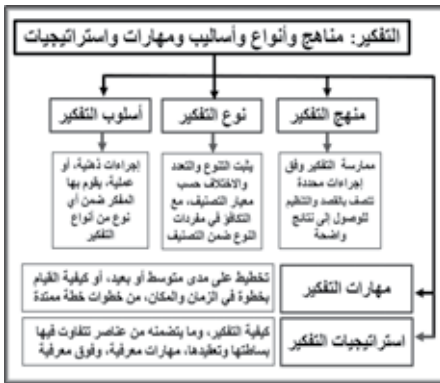 التفكير: مناهج وأنواع وأساليب ومهارات واستراتيجيات
منهج التفكير
نوع التفكير
أسلوب التفكير
ممارسة التفكير وفق
إجراءات محددة
تتصف بالقصد والتنظيم
للوصول إلى نتائج
واضحة
يثبت التنوع والتعدد
والاختلاف حسب
معيار التصنيف، مع
التكافؤ في مفردات
النوع ضمن التصنيف
إجراءات ذهنية، أو
عملية، يقوم بها
المفكر ضمن أي
نوع من أنواع
التفكير
مهارات التفكير
تخطيط على مدى متوسط أو بعيد، أو كيفية القيام
بخطوة في الزمان والمكان، من خطوات خطة ممتدة
استراتيجيات التفكير
كيفية التفكير، وما يتضمنه من عناصر تتفاوت فيها
بساطتها وتعقيدها، مهارات معرفية، وفوق معرفية